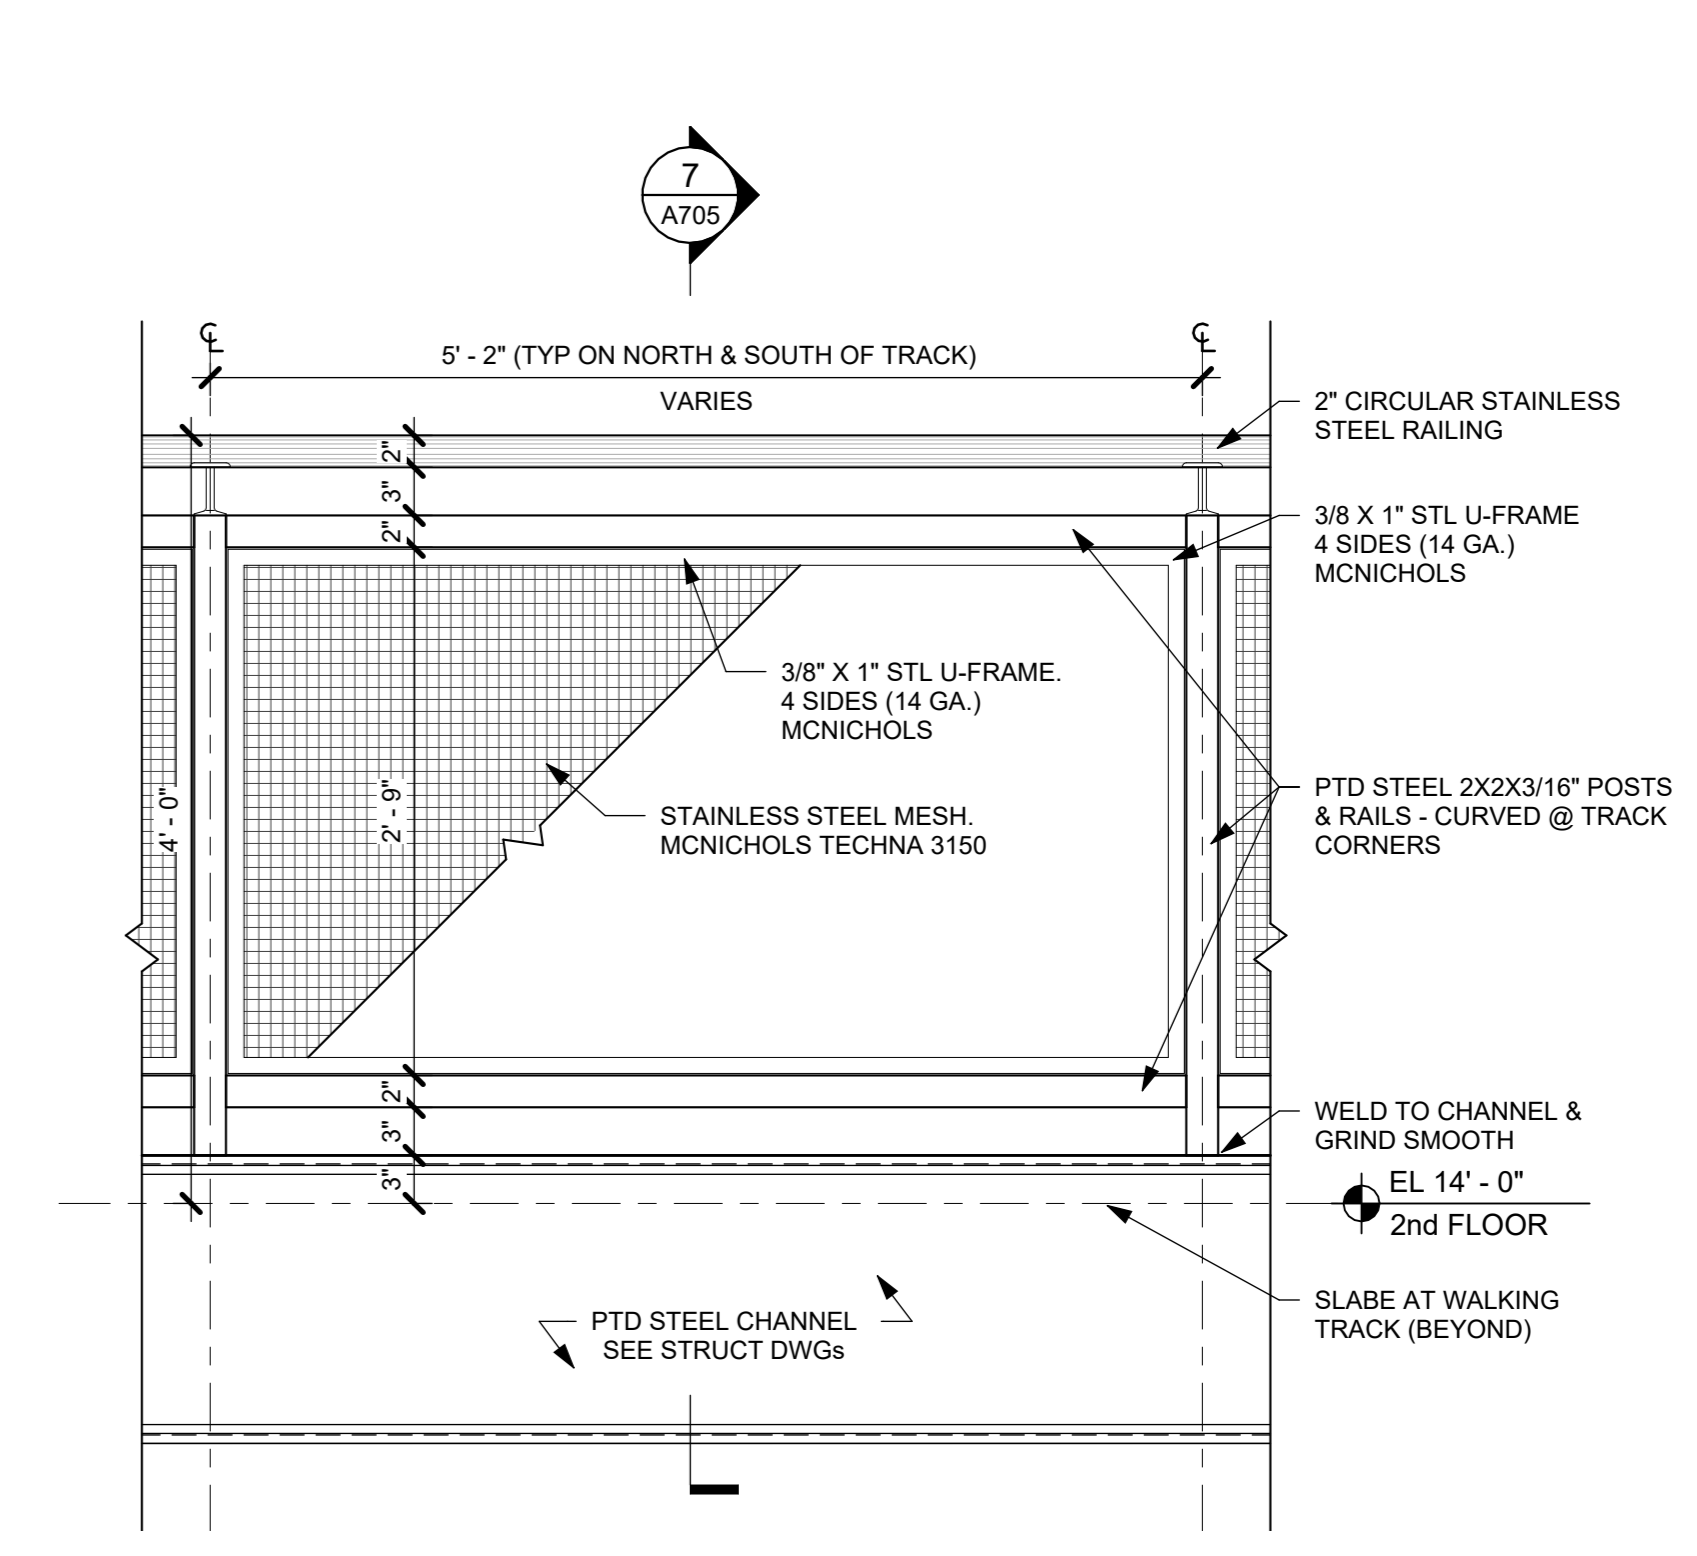 7
A705
℄
℄
5' - 2" (TYP ON NORTH & SOUTH OF TRACK)
VARIES
2" CIRCULAR STAINLESS
STEEL RAILING
2"
3"
2"
3/8 X 1" STL U-FRAME
4 SIDES (14 GA.)
MCNICHOLS
3/8" X 1" STL U-FRAME.
4 SIDES (14 GA.)
MCNICHOLS
4' - 0"
2' - 9"
STAINLESS STEEL MESH.
MCNICHOLS TECHNA 3150
PTD STEEL 2X2X3/16" POSTS
& RAILS - CURVED @ TRACK
CORNERS
2"
3"
3"
WELD TO CHANNEL &
GRIND SMOOTH
EL 14' - 0"
2nd FLOOR
SLABE AT WALKING
TRACK (BEYOND)
PTD STEEL CHANNEL
SEE STRUCT DWGs